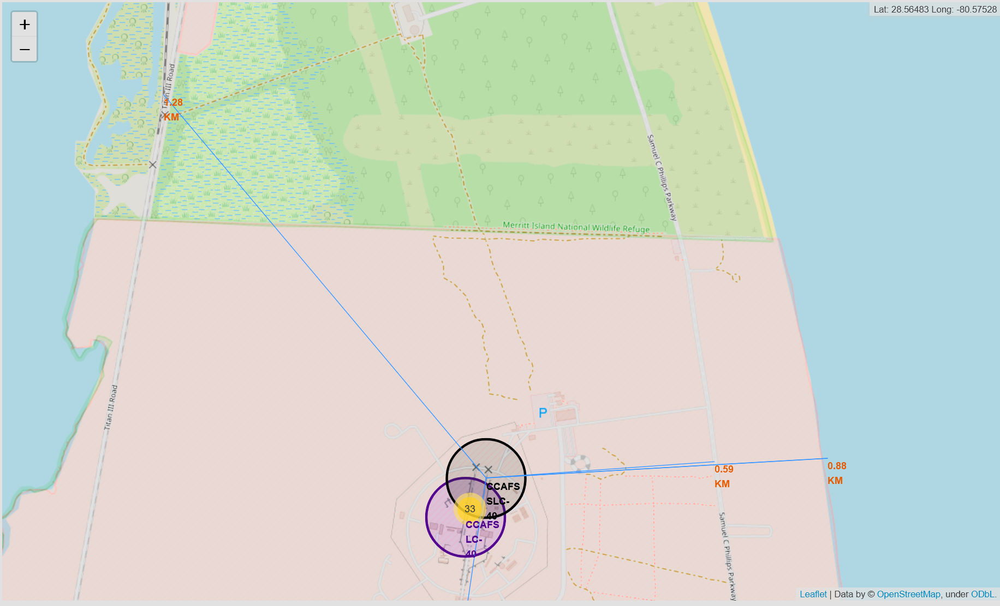 +
Lat: 28.56483 Long: -80.57528
−
Titan III Road
1.28
KM
Samuel C Phillips Parkway
Merritt Island National Wildlife Refuge
Titan III Road
P
0.59
KM
0.88
KM
CCAFS
SLC-
40
33
CCAFS
LC-
40
Samuel C Phillips Parkway
Leaflet | Data by © OpenStreetMap, under ODbL.